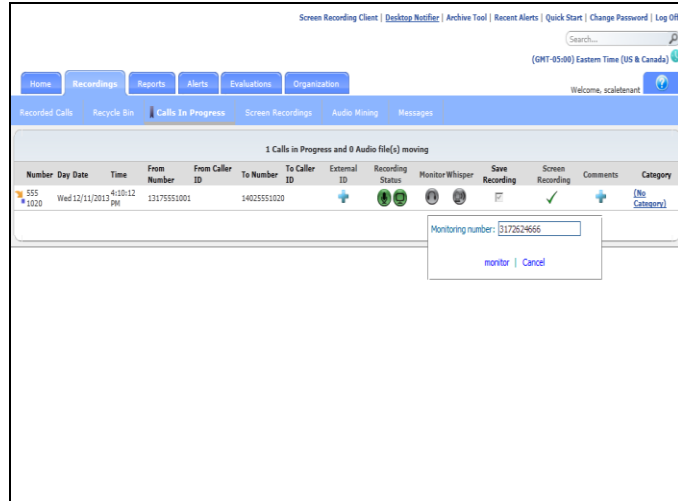 Screen Recording Client | Desktop Notifier | Archive Tool | Recent Alerts | Quick Start | Change Password | Log Off
Search...
(GMT-05:00) Eastern Time (US & Canada)
Home Recordings Reports Alerts Evaluations Organization
Welcome, scaletenant
Recorded Calls Recycle Bin Calls In Progress Screen Recordings Audio Mining Messages
1 Calls in Progress and 0 Audio file(s) moving
Number Day Date Time From Number From Caller ID To Number To Caller ID External ID Recording Status Monitor Whisper Save Recording Screen Recording Comments Category
555 1020 Wed 12/11/2013 4:10:12 PM 13175551001 14025551020 (No Category)
Monitoring number: 3172624666
monitor | Cancel